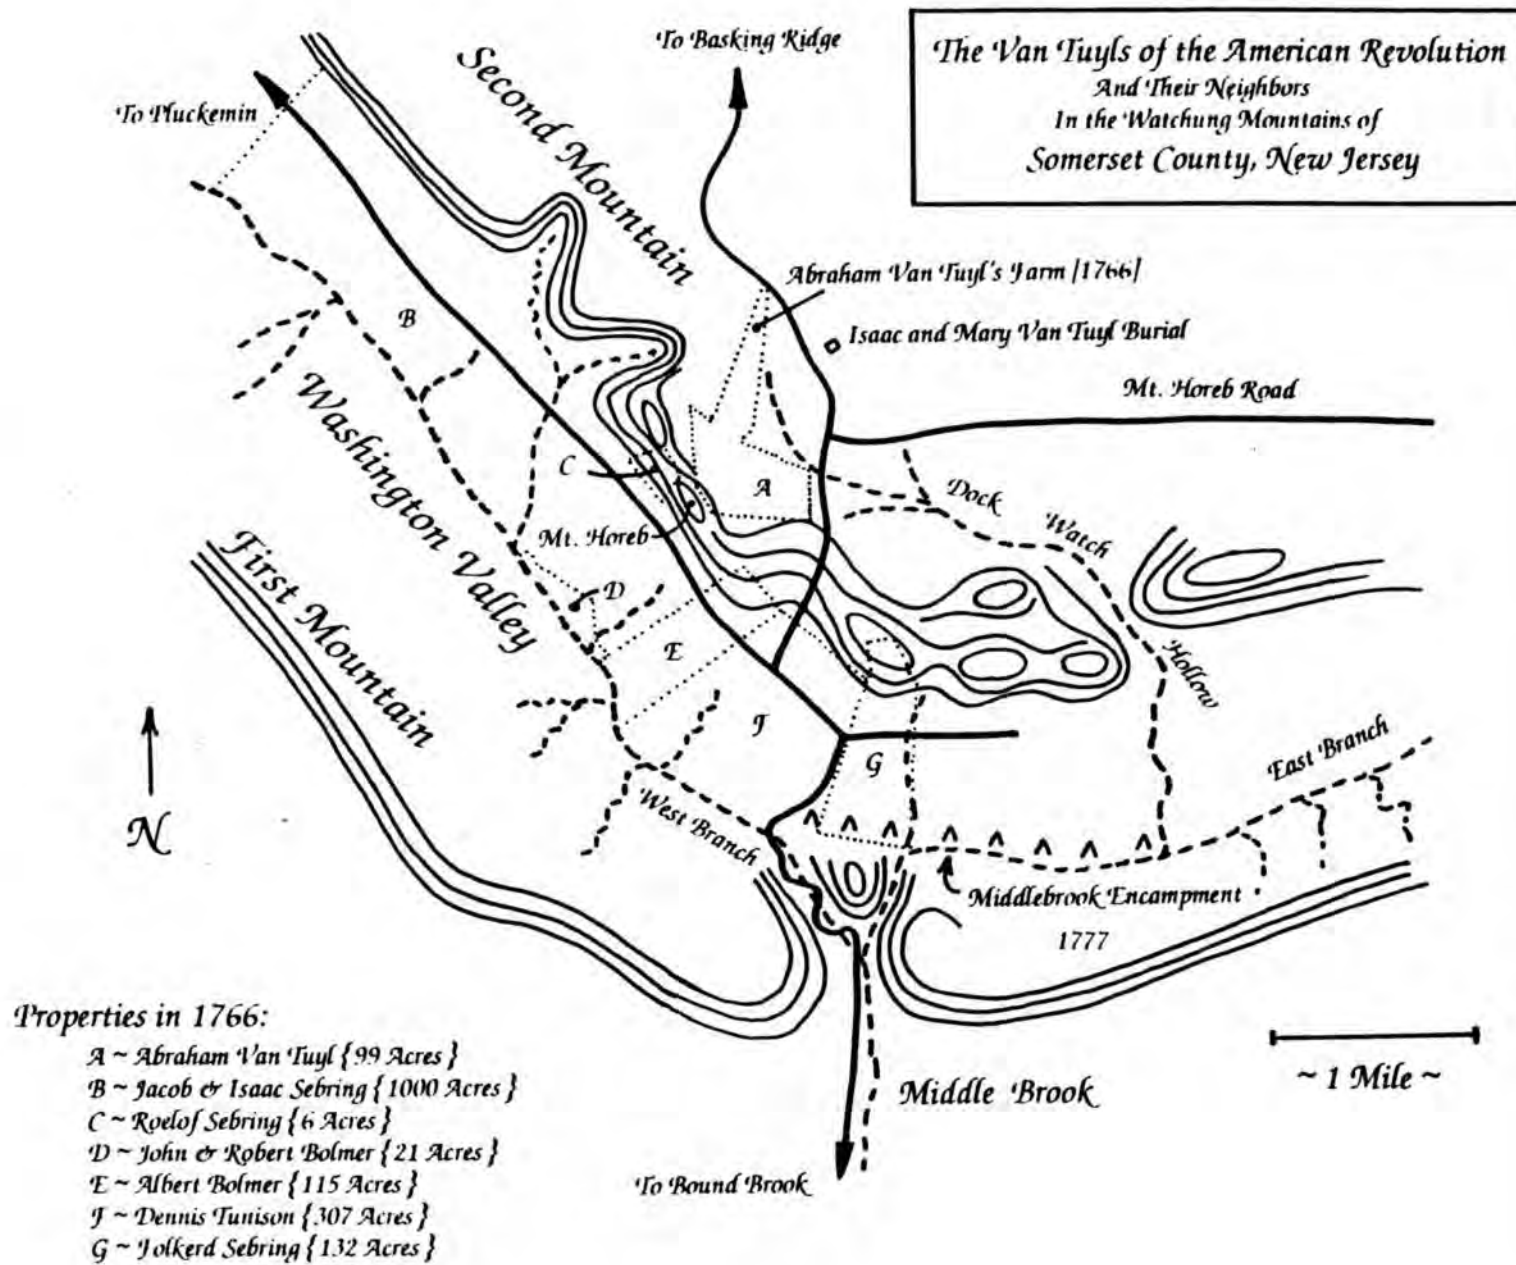 The Van Tuyls of the American Revolution
And Their Neighbors
In the Watchung Mountains of
Somerset County, New Jersey
To Basking Ridge
To Pluckemin
Second Mountain
Abraham Van Tuyl's Farm [1766]
Isaac and Mary Van Tuyl Burial
Mt. Horeb Road
B
Washington Valley
C
A
Dock Watch Hollow
Mt. Horeb
First Mountain
D
E
F
G
N
West Branch
East Branch
Middlebrook Encampment
1777
Properties in 1766:
A ~ Abraham Van Tuyl { 99 Acres }
B ~ Jacob & Isaac Sebring { 1000 Acres }
C ~ Roelof Sebring { 6 Acres }
D ~ John & Robert Bolmer { 21 Acres }
E ~ Albert Bolmer { 115 Acres }
F ~ Dennis Tunison { 307 Acres }
G ~ Folkerd Sebring { 132 Acres }
Middle Brook
~ 1 Mile ~
To Bound Brook